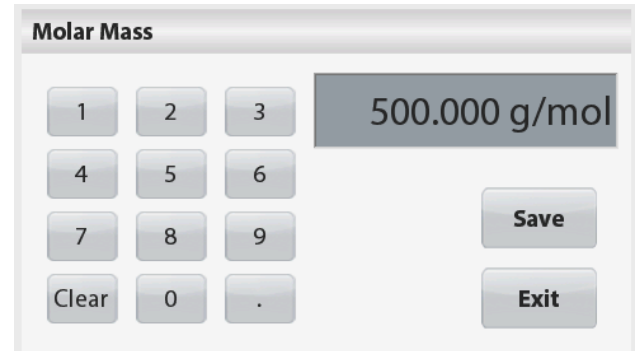 Molar Mass
1 2 3
500.000 g/mol
4 5 6
7 8 9
Save
Clear 0 .
Exit